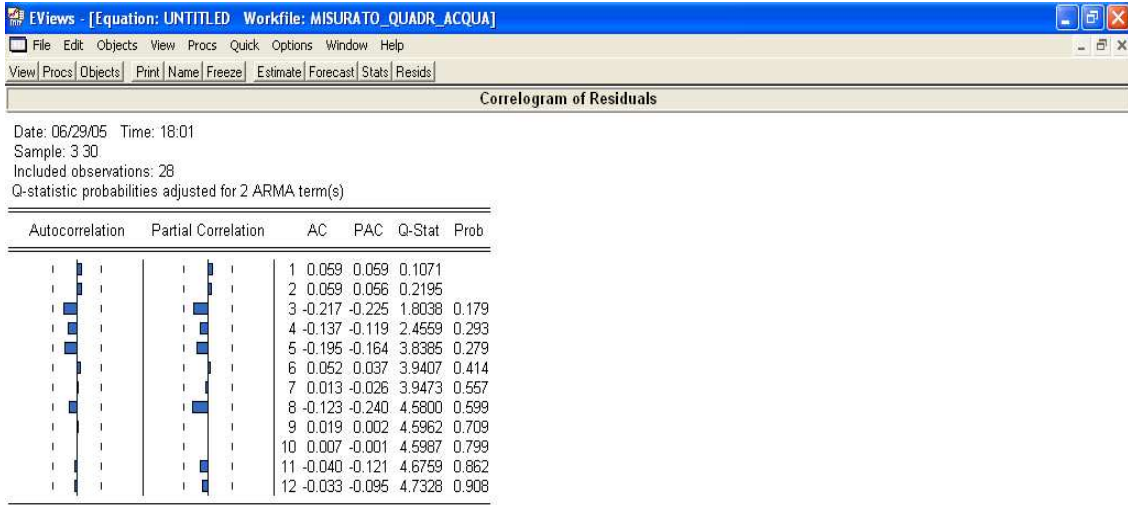 EViews - [Equation: UNTITLED   Workfile: MISURATO_QUADR_ACQUA]
File  Edit  Objects  View  Procs  Quick  Options  Window  Help
View Procs Objects  Print Name Freeze  Estimate Forecast Stats Resids
Correlogram of Residuals
Date: 06/29/05   Time: 18:01
Sample: 3 30
Included observations: 28
Q-statistic probabilities adjusted for 2 ARMA term(s)
Autocorrelation  Partial Correlation  AC  PAC  Q-Stat  Prob
1 0.059 0.059 0.1071
2 0.059 0.056 0.2195
3 -0.217 -0.225 1.8038 0.179
4 -0.137 -0.119 2.4559 0.293
5 -0.195 -0.164 3.8385 0.279
6 0.052 0.037 3.9407 0.414
7 0.013 -0.026 3.9473 0.557
8 -0.123 -0.240 4.5800 0.599
9 0.019 0.002 4.5962 0.709
10 0.007 -0.001 4.5987 0.799
11 -0.040 -0.121 4.6759 0.862
12 -0.033 -0.095 4.7328 0.908